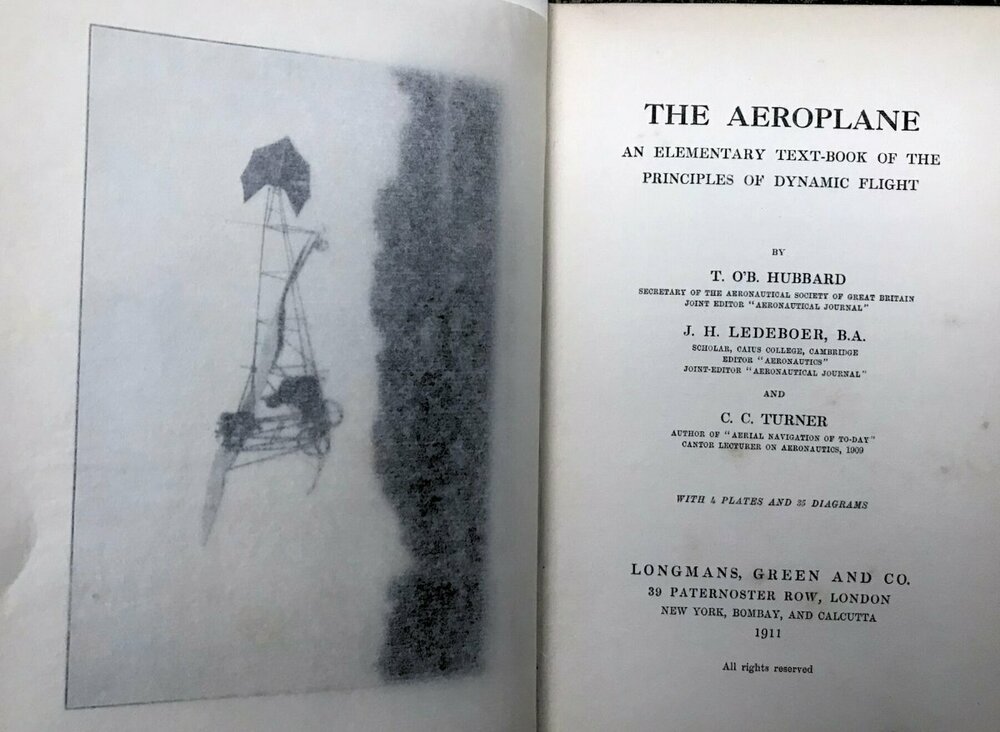 THE AEROPLANE
AN ELEMENTARY TEXT-BOOK OF THE
PRINCIPLES OF DYNAMIC FLIGHT
BY
T. O'B. HUBBARD
SECRETARY OF THE AERONAUTICAL SOCIETY OF GREAT BRITAIN
JOINT EDITOR "AERONAUTICAL JOURNAL"
J. H. LEDEBOER, B.A.
SCHOLAR, CAIUS COLLEGE, CAMBRIDGE
EDITOR "AERONAUTICS"
JOINT-EDITOR "AERONAUTICAL JOURNAL"
AND
C. C. TURNER
AUTHOR OF "AERIAL NAVIGATION OF TO-DAY"
CANTOR LECTURER ON AERONAUTICS, 1909
WITH 4 PLATES AND 35 DIAGRAMS
LONGMANS, GREEN AND CO.
39 PATERNOSTER ROW, LONDON
NEW YORK, BOMBAY, AND CALCUTTA
1911
All rights reserved